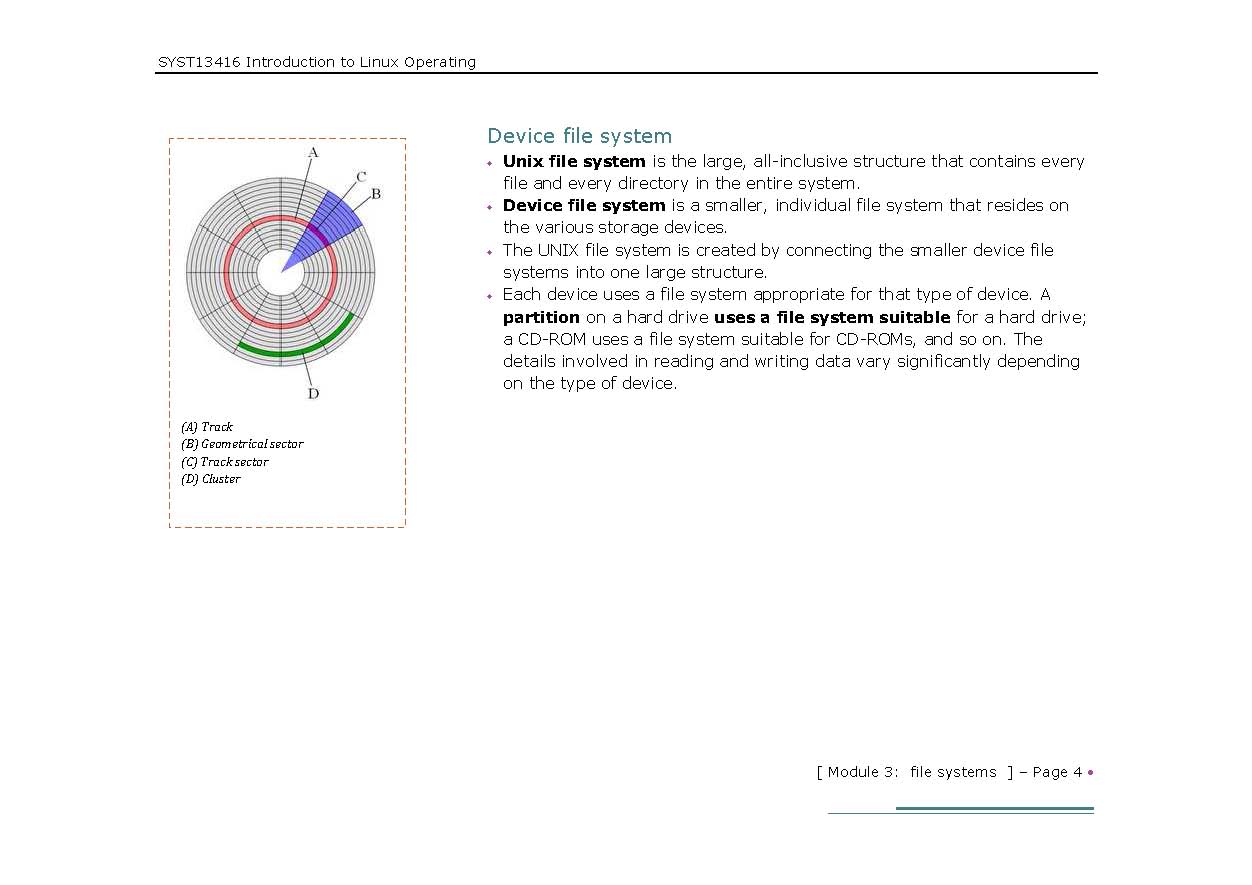 SYST13416 Introduction to Linux Operating
A
C
B
D
(A) Track
(B) Geometrical sector
(C) Track sector
(D) Cluster
Device file system
Unix file system is the large, all-inclusive structure that contains every
file and every directory in the entire system.
Device file system is a smaller, individual file system that resides on
the various storage devices.
The UNIX file system is created by connecting the smaller device file
systems into one large structure.
Each device uses a file system appropriate for that type of device. A
partition on a hard drive uses a file system suitable for a hard drive;
a CD-ROM uses a file system suitable for CD-ROMs, and so on. The
details involved in reading and writing data vary significantly depending
on the type of device.
[ Module 3: file systems ] – Page 4 •